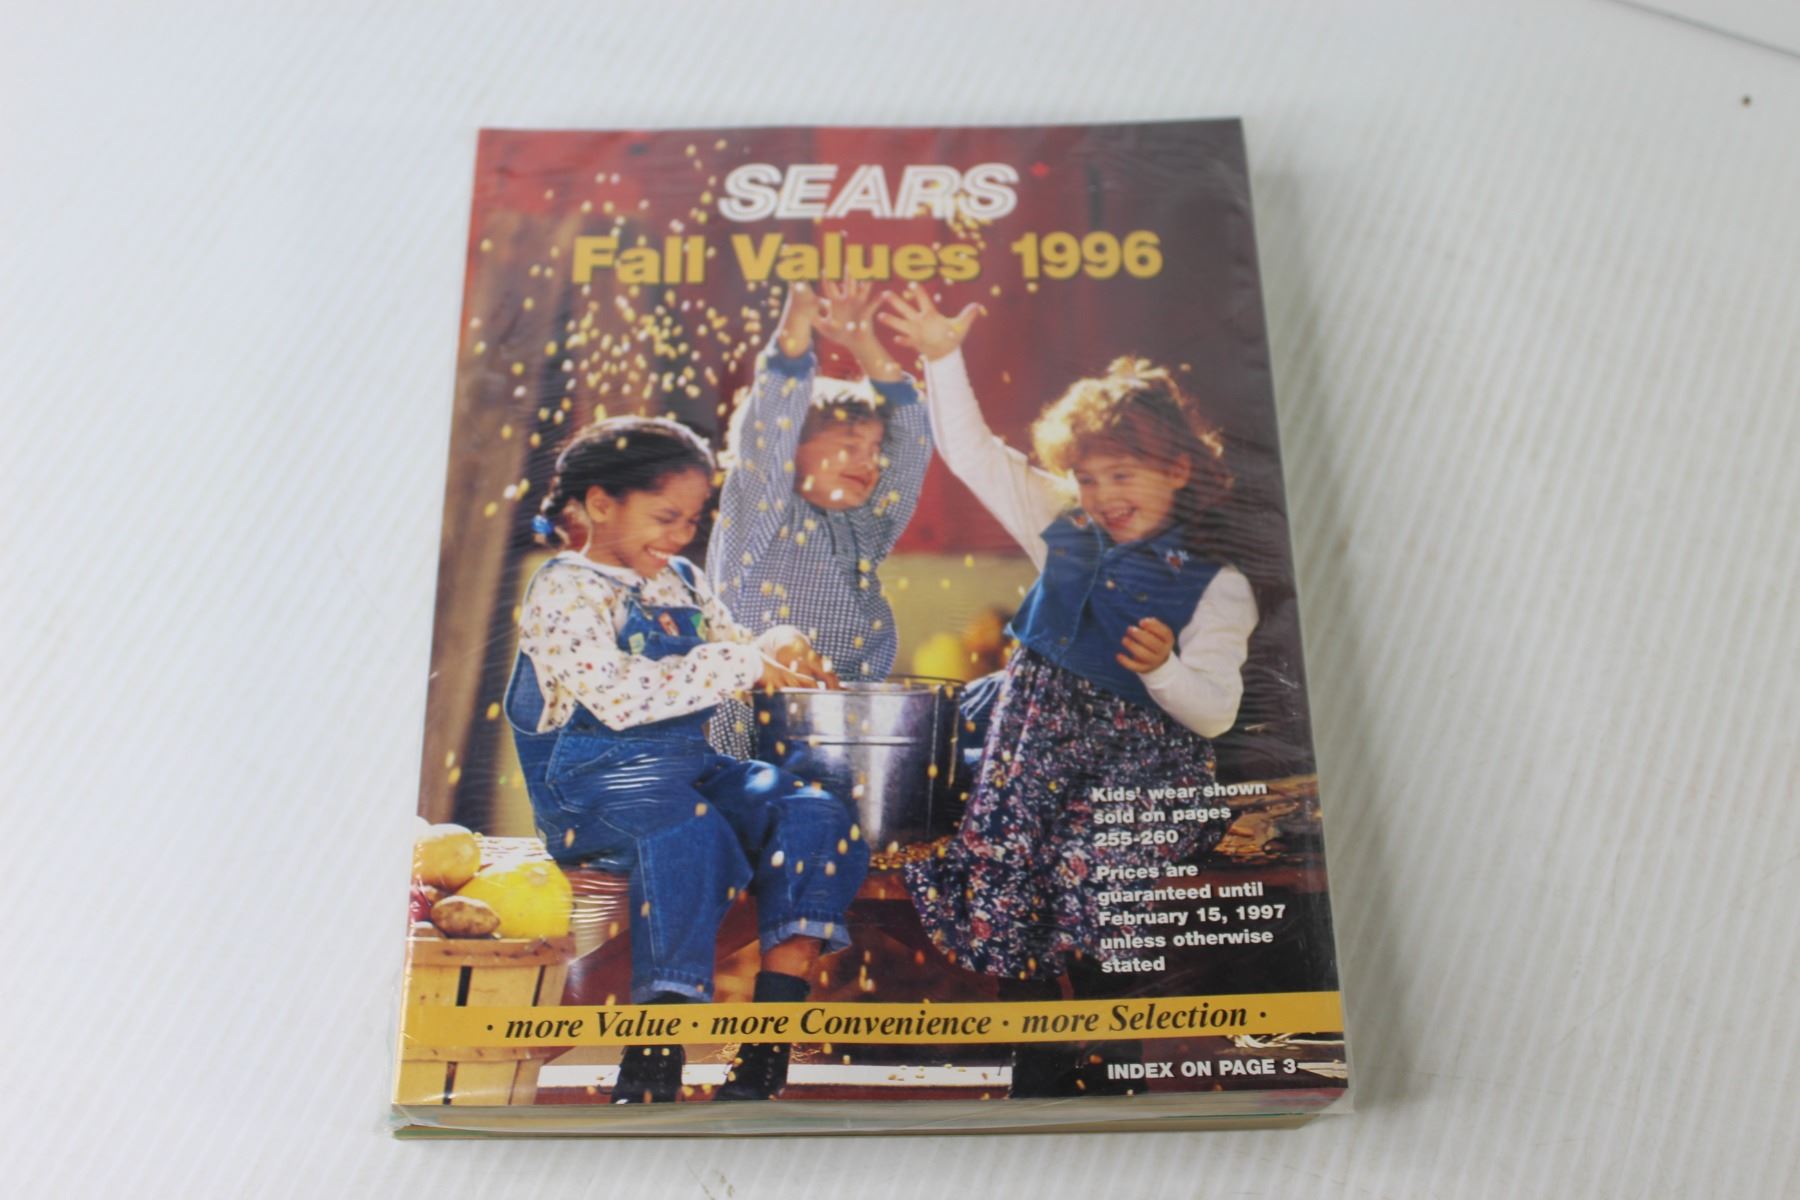 SEARS
Fall Values 1996
Kids' wear shown
sold on pages
255-260
Prices are
guaranteed until
February 15, 1997
unless otherwise
stated
· more Value · more Convenience · more Selection ·
INDEX ON PAGE 3